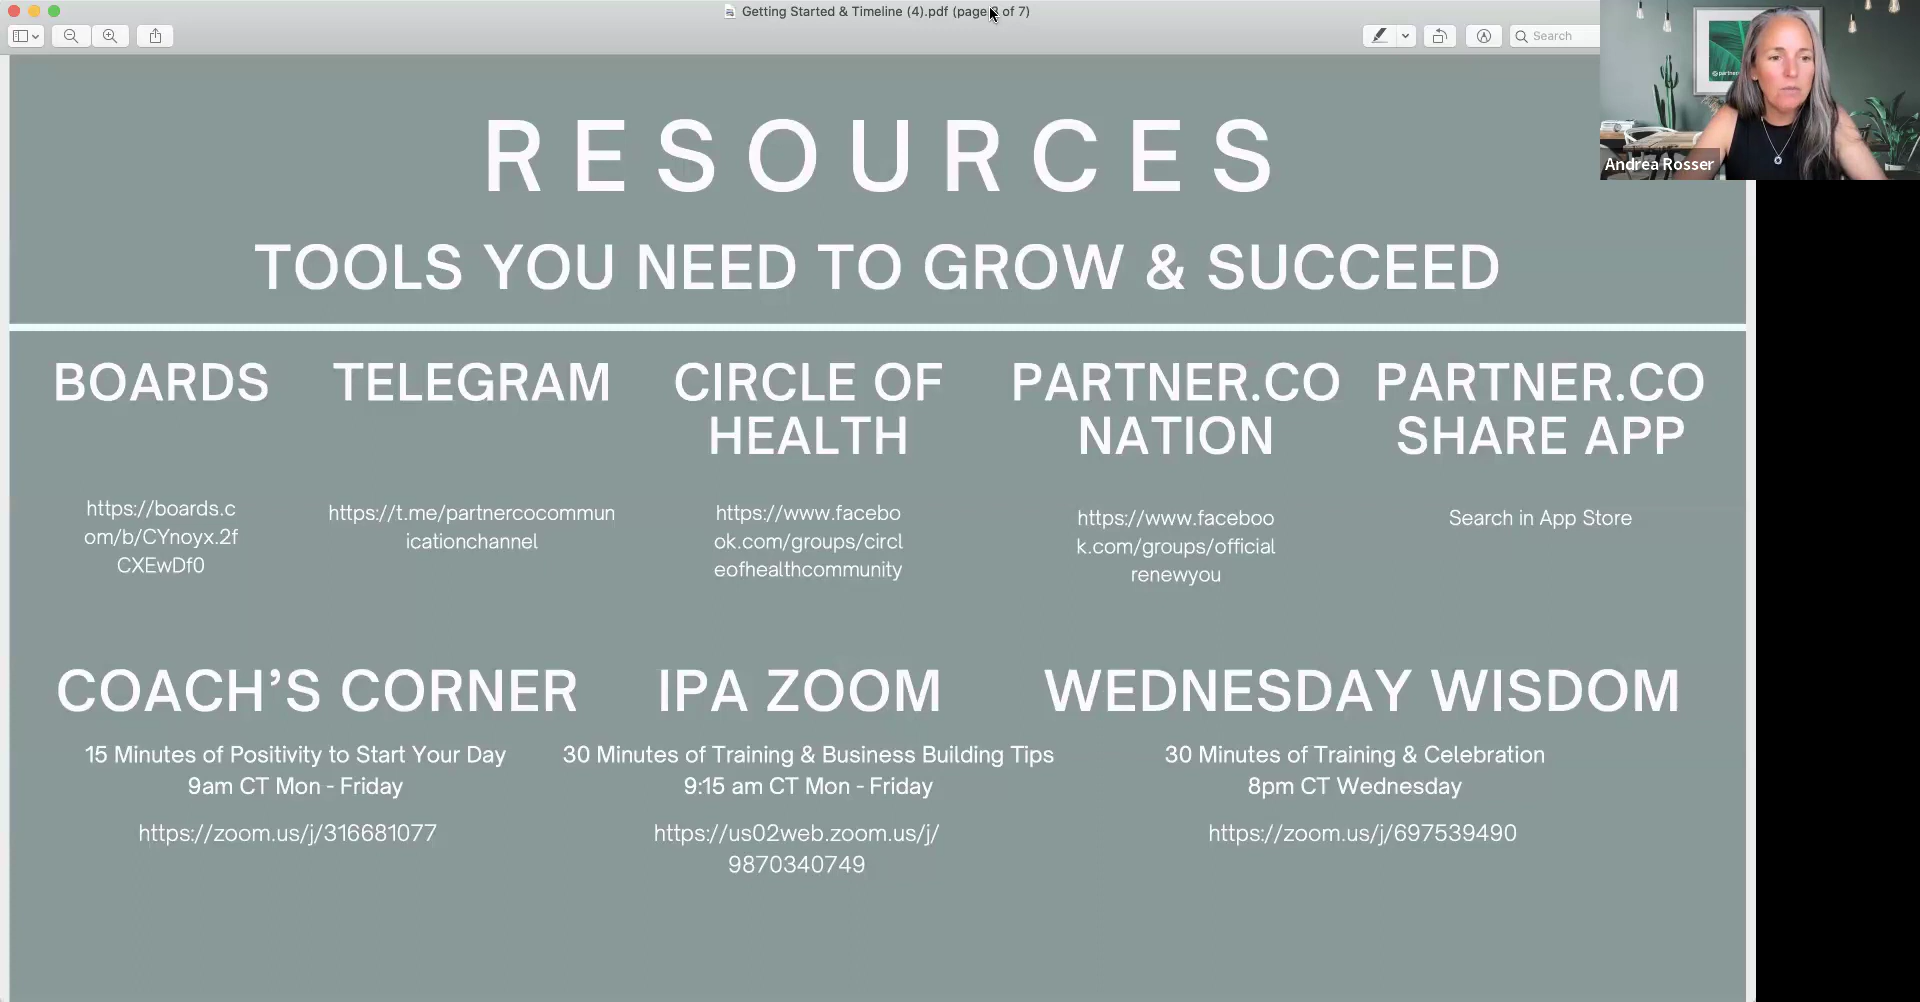 Getting Started & Timeline (4).pdf (page of 7)
Search
Andrea Rosser
RESOURCES
TOOLS YOU NEED TO GROW & SUCCEED
BOARDS
https://boards.c
om/b/CYnoyx.2f
CXEwDf0
TELEGRAM
https://t.me/partnercocommun
icationchannel
CIRCLE OF
HEALTH
https://www.facebo
ok.com/groups/circl
eofhealthcommunity
PARTNER.CO
NATION
https://www.faceboo
k.com/groups/official
renewyou
PARTNER.CO
SHARE APP
Search in App Store
COACH'S CORNER
15 Minutes of Positivity to Start Your Day
9am CT Mon - Friday
https://zoom.us/j/316681077
IPA ZOOM
30 Minutes of Training & Business Building Tips
9:15 am CT Mon - Friday
https://us02web.zoom.us/j/
9870340749
WEDNESDAY WISDOM
30 Minutes of Training & Celebration
8pm CT Wednesday
https://zoom.us/j/697539490